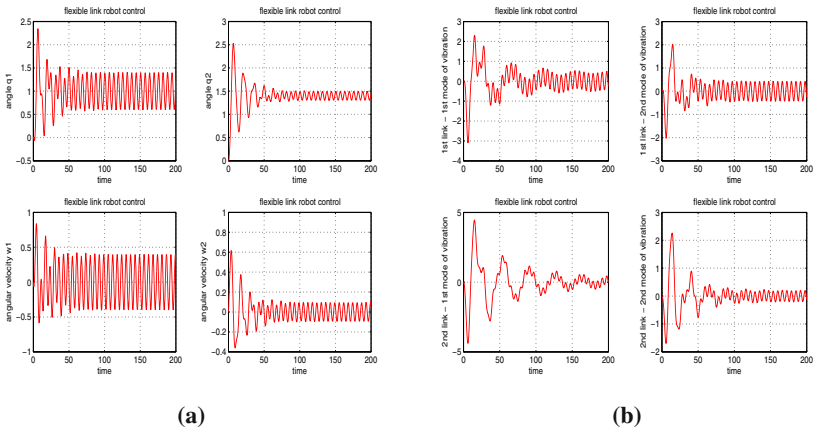 flexible link robot control
2.5
2
1.5
1
0.5
0
−0.5
angle q1
0 50 100 150 200
time
flexible link robot control
3
2.5
2
1.5
1
0.5
0
angle q2
0 50 100 150 200
time
flexible link robot control
3
2
1
0
−1
−2
−3
−4
1st link − 1st mode of vibration
0 50 100 150 200
time
flexible link robot control
3
2
1
0
−1
−2
−3
1st link − 2nd mode of vibration
0 50 100 150 200
time
flexible link robot control
1
0.5
0
−0.5
−1
angular velocity w1
0 50 100 150 200
time
flexible link robot control
0.8
0.6
0.4
0.2
0
−0.2
−0.4
angular velocity w2
0 50 100 150 200
time
flexible link robot control
5
0
−5
2nd link − 1st mode of vibration
0 50 100 150 200
time
flexible link robot control
3
2
1
0
−1
−2
2nd link − 2nd mode of vibration
0 50 100 150 200
time
(a)
(b)